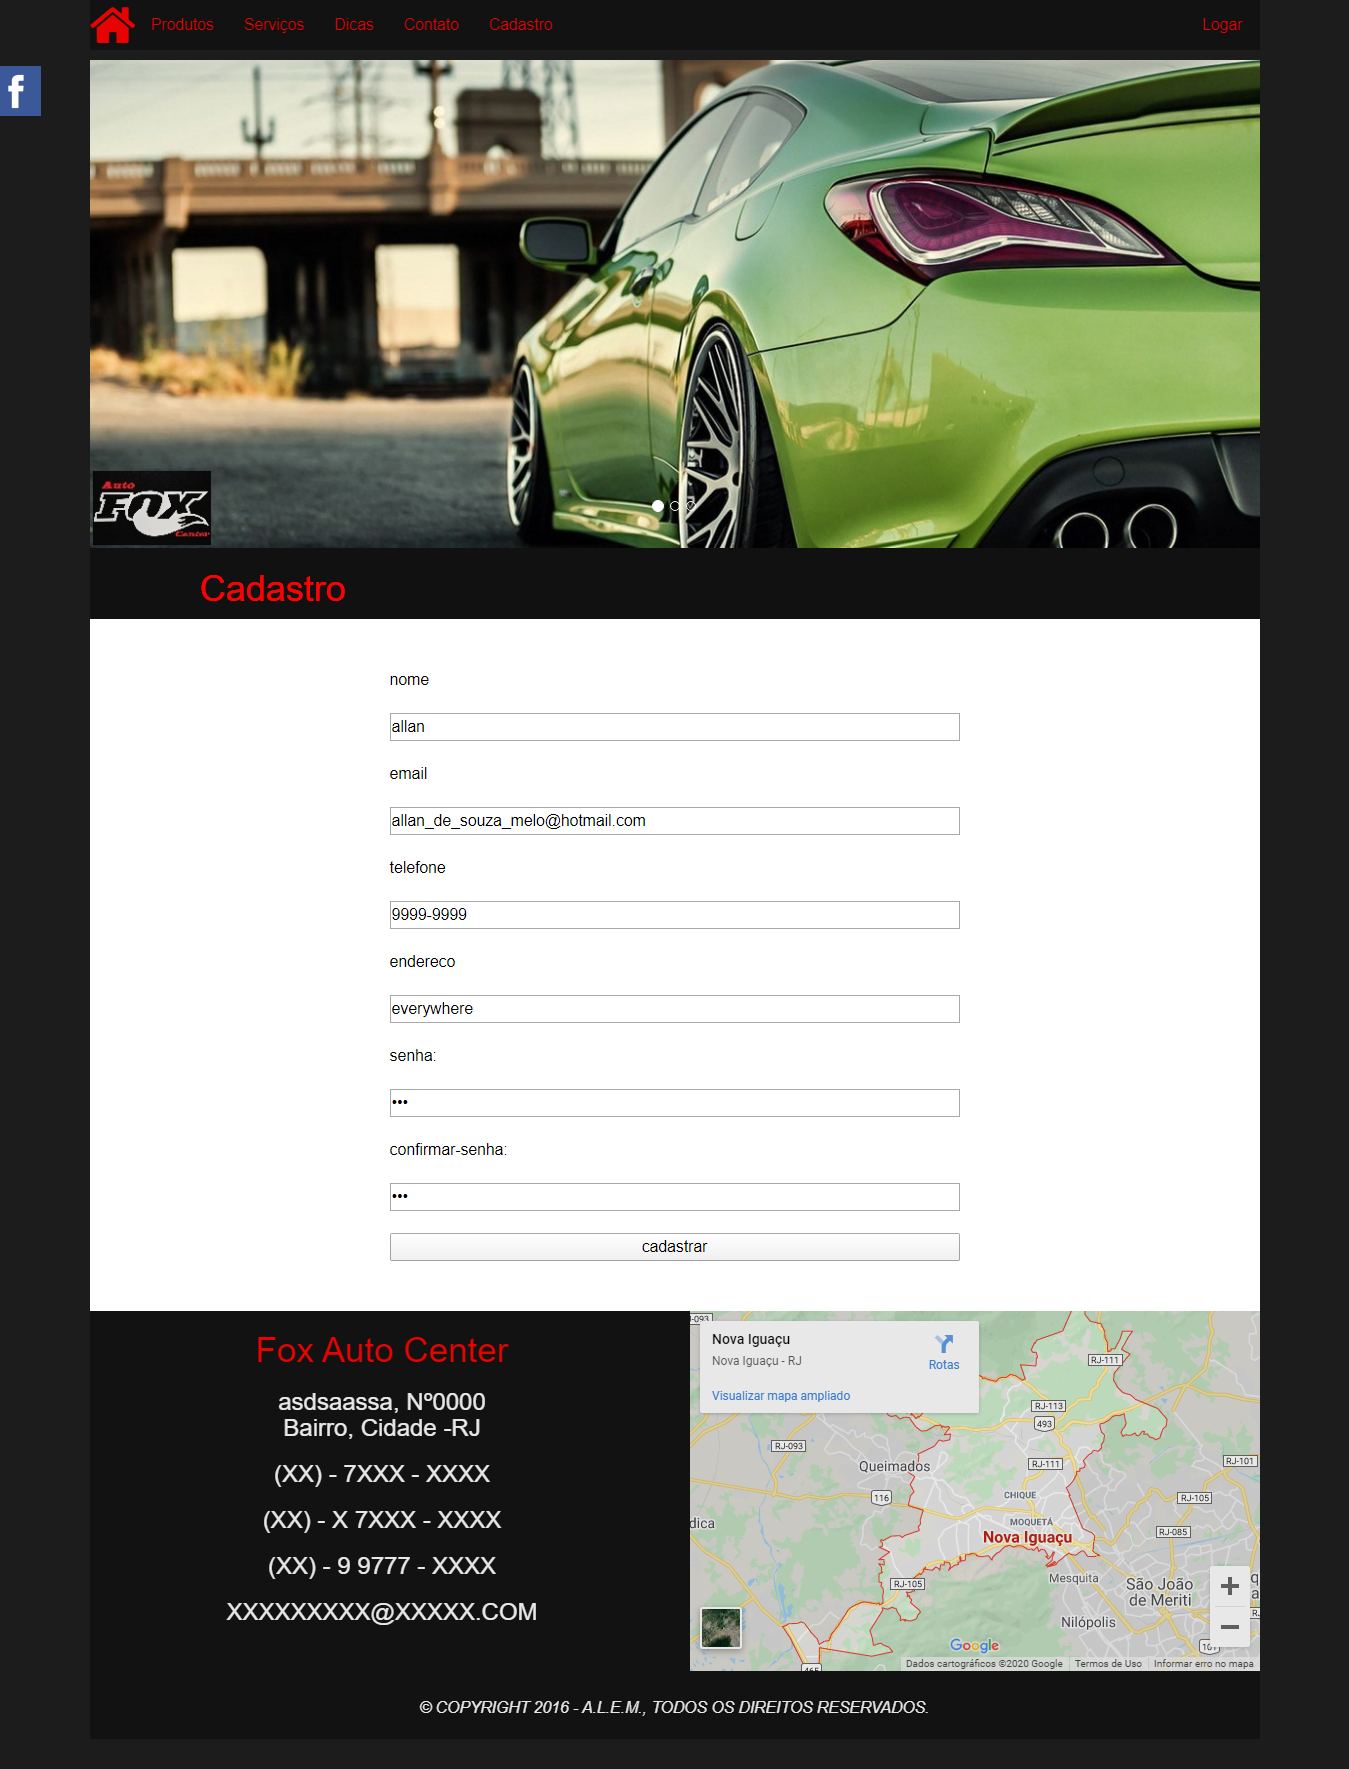 Produtos Serviços Dicas Contato Cadastro Logar
f
Auto
FOX
Centro
Cadastro
nome
allan
email
allan_de_souza_melo@hotmail.com
telefone
9999-9999
endereco
everywhere
senha:
•••
confirmar-senha:
•••
cadastrar
Fox Auto Center
asdsaassa, Nº0000
Bairro, Cidade -RJ
(XX) - 7XXX - XXXX
(XX) - X 7XXX - XXXX
(XX) - 9 9777 - XXXX
XXXXXXXXX@XXXXX.COM
J-093
Nova Iguaçu
Nova Iguaçu - RJ
Rotas
Visualizar mapa ampliado
RJ-111
RJ-113
493
RJ-093
Queimados
RJ-111
RJ-101
116
CHIQUE
RJ-105
dica
MOQUETÁ
Nova Iguaçu
RJ-085
RJ-105
Mesquita
São João
de Meriti
Nilópolis
465
Google
Dados cartográficos ©2020 Google Termos de Uso Informar erro no mapa
© COPYRIGHT 2016 - A.L.E.M., TODOS OS DIREITOS RESERVADOS.